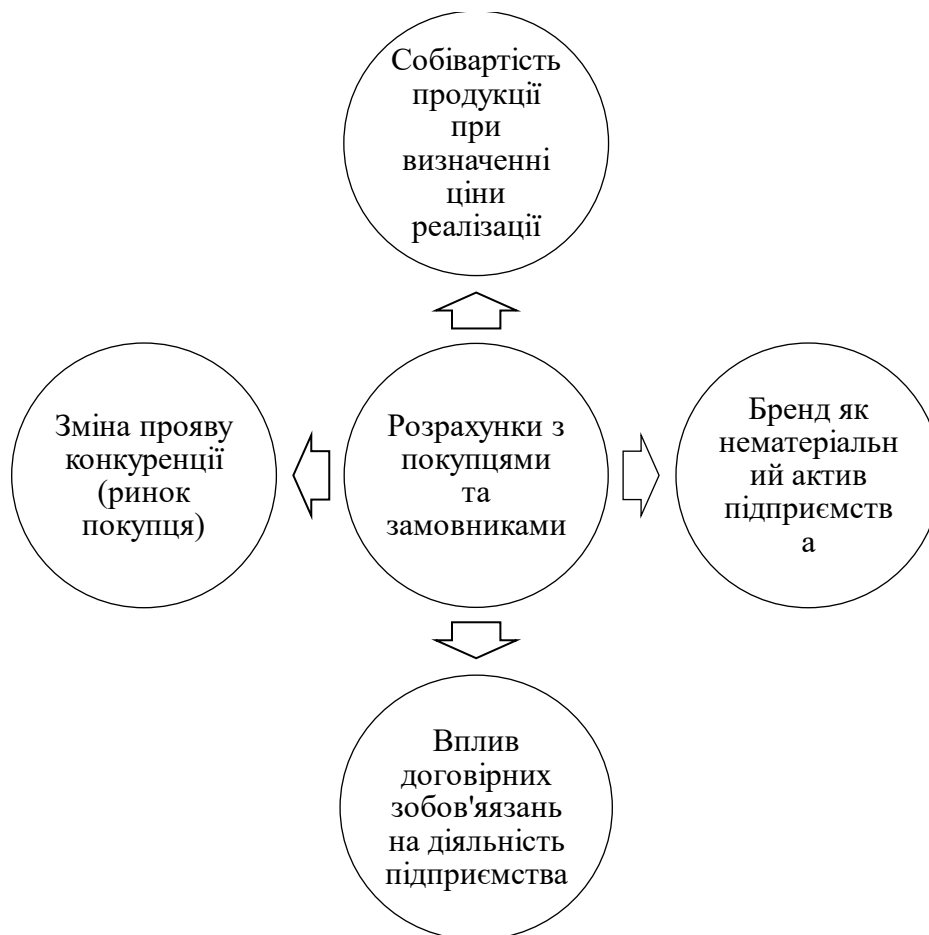 Собівартість
продукції
при
визначенні
ціни
реалізації
Зміна прояву
конкуренції
(ринок
покупця)
Розрахунки з
покупцями
та
замовниками
Бренд як
нематеріальн
ий актив
підприємств
а
Вплив
договірних
зобов'яязань
на діяльність
підприємства